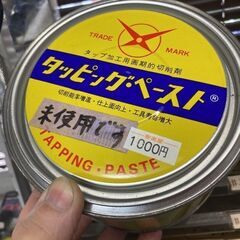 TRADE MARK
タップ加工用画期的切削剤
タッピング・ペースト®
切削能率増進・仕上面向上・工具寿命増大
未使用です
1000円
TAPPING・PASTE